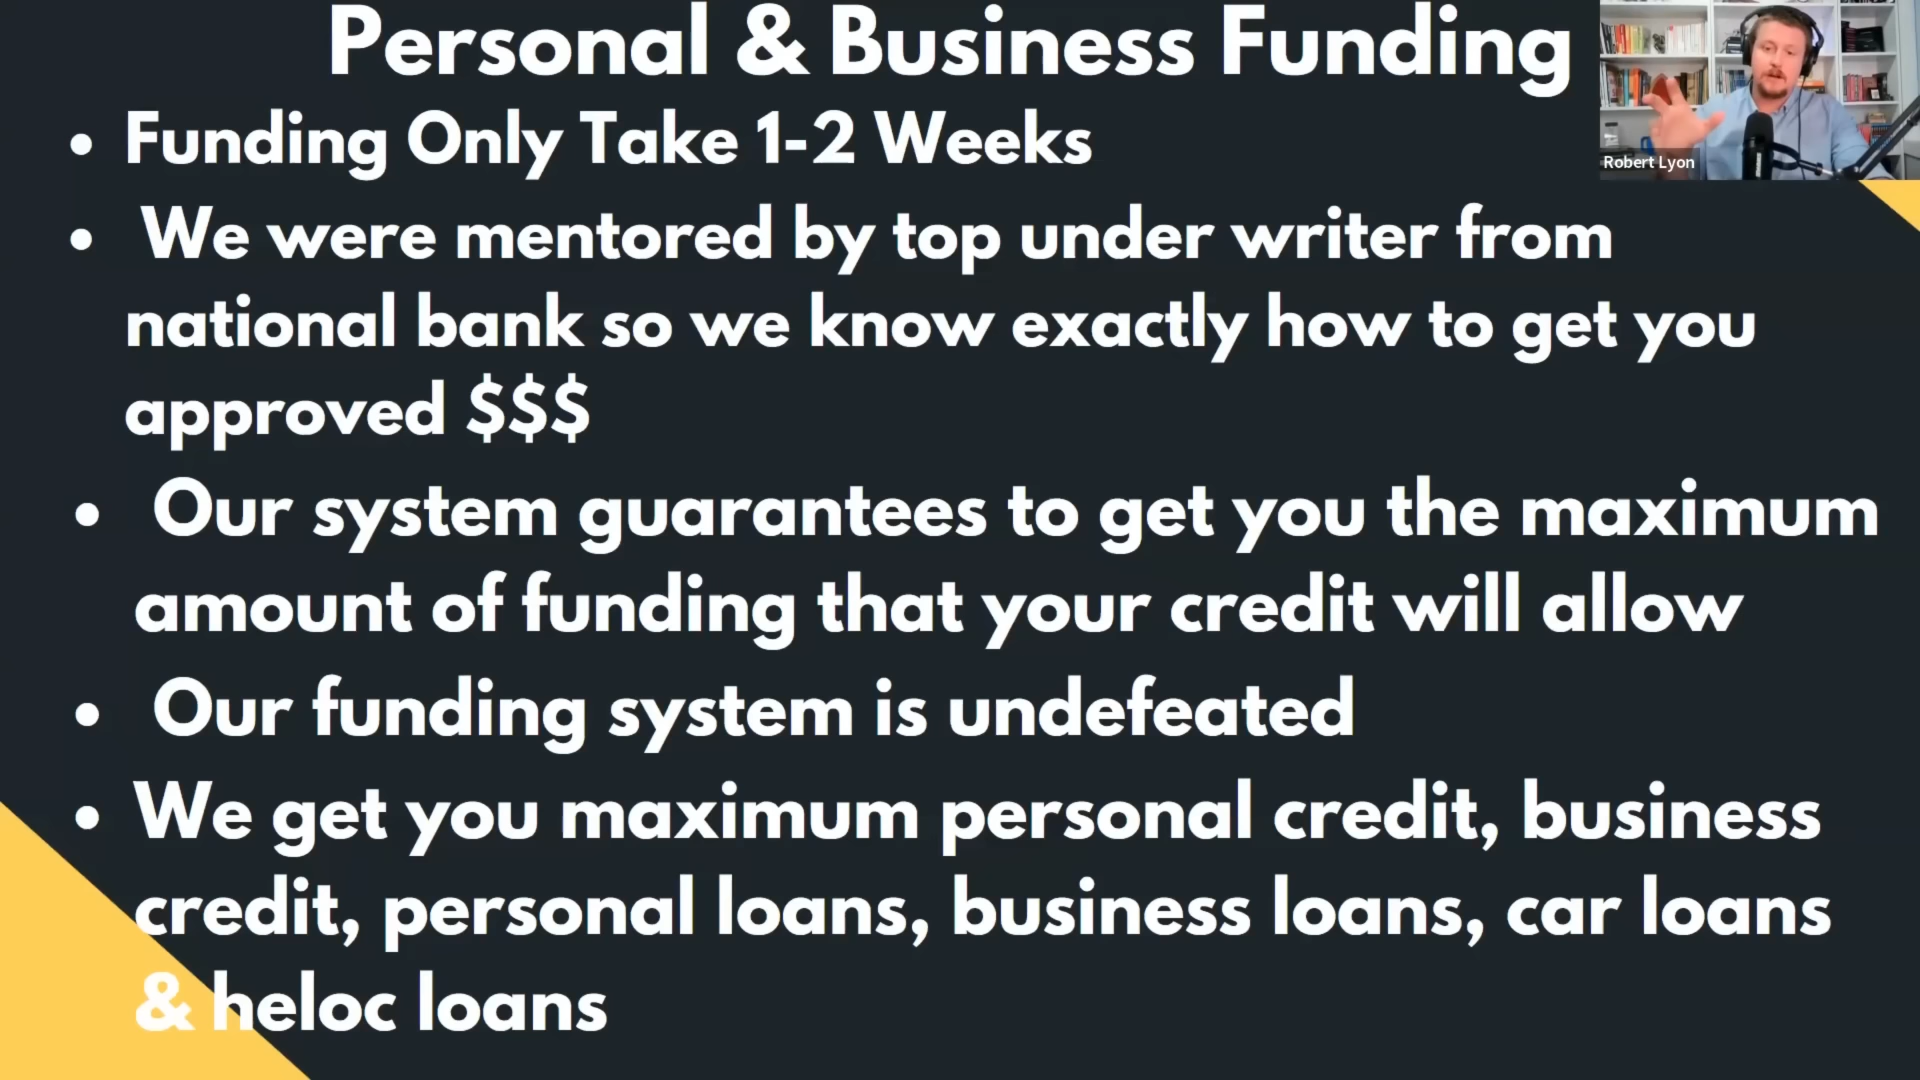 Personal & Business Funding
Robert Lyon
• Funding Only Take 1-2 Weeks
• We were mentored by top under writer from
national bank so we know exactly how to get you
approved $$$
• Our system guarantees to get you the maximum
amount of funding that your credit will allow
• Our funding system is undefeated
• We get you maximum personal credit, business
credit, personal loans, business loans, car loans
& heloc loans